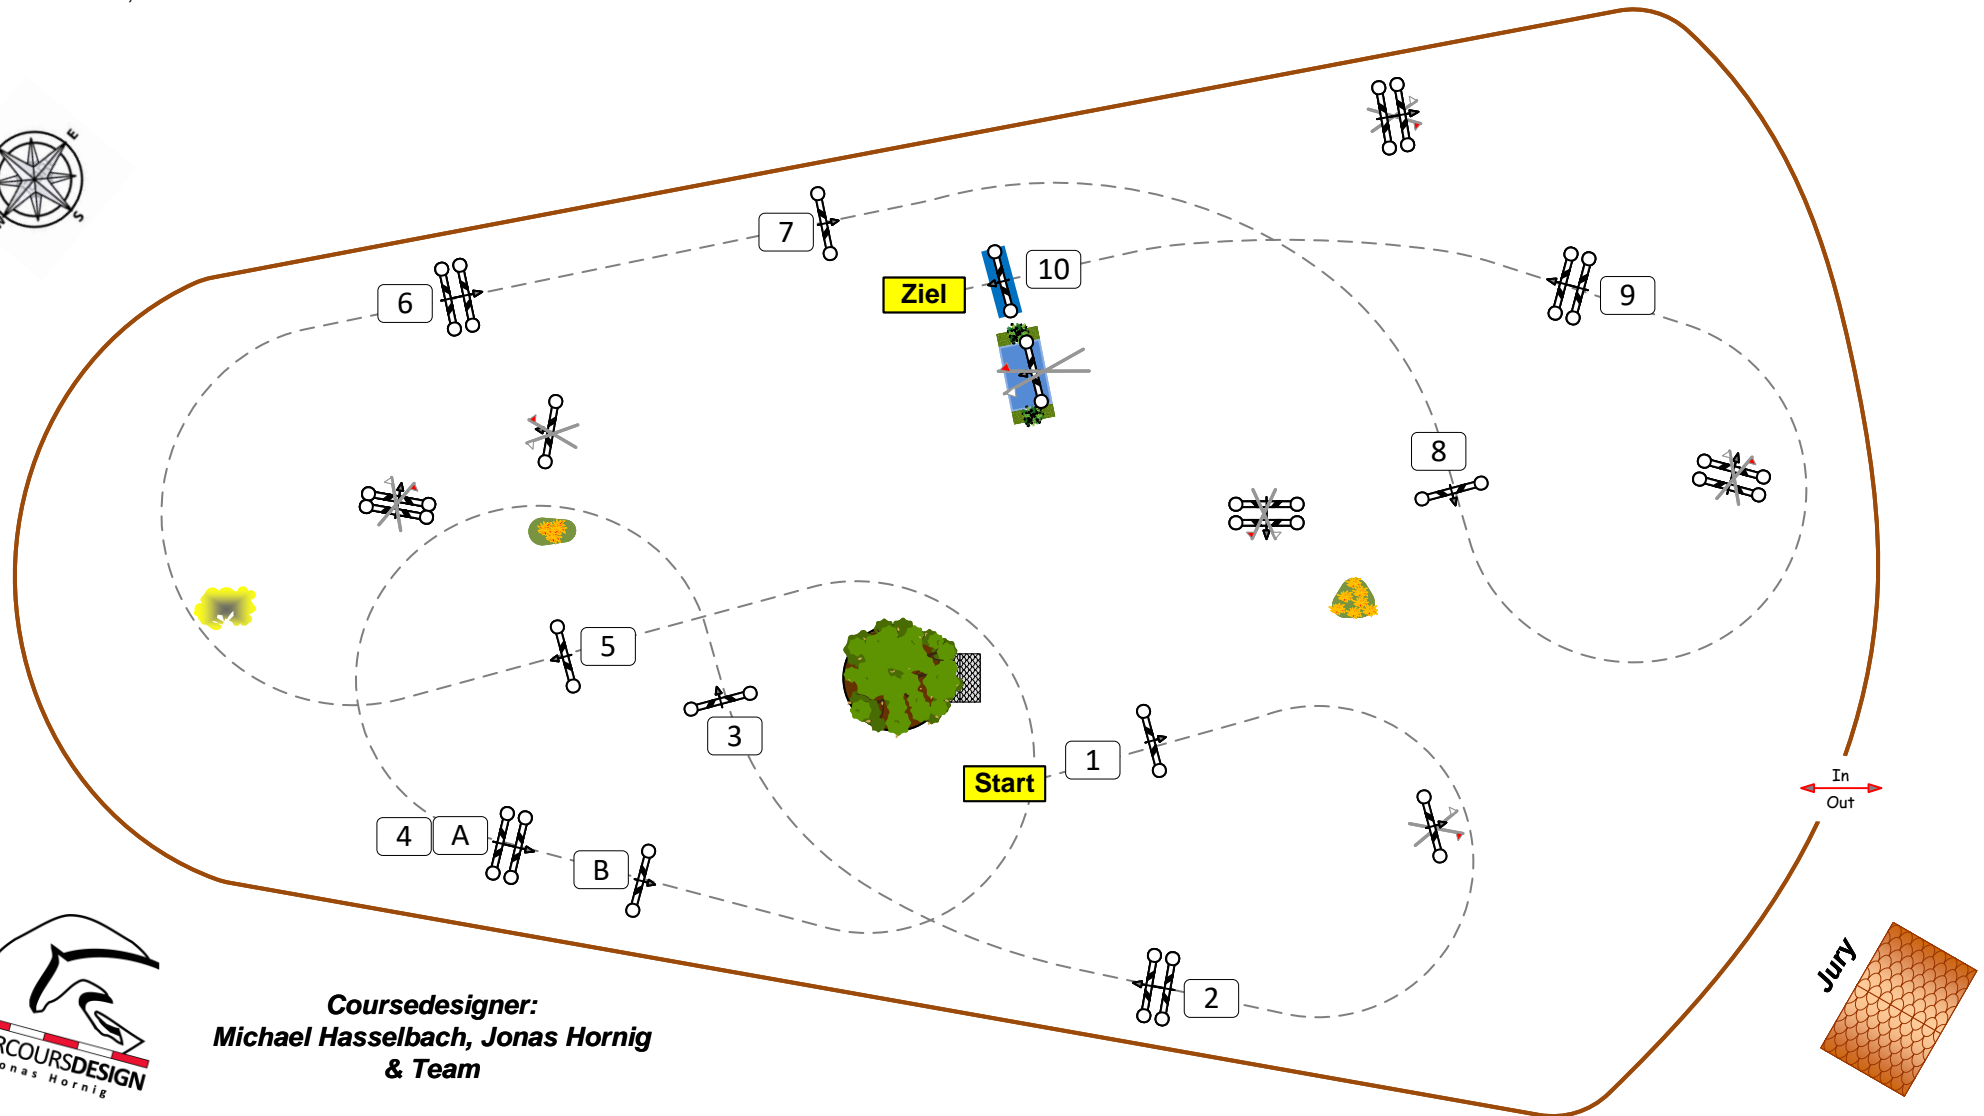 E
S
7
10
Ziel
6
9
8
5
3
1
Start
In
Out
4
A
B
2
Jury
Coursedesigner:
Michael Hasselbach, Jonas Hornig
& Team
RCOURSDESIGN
onas Hornig